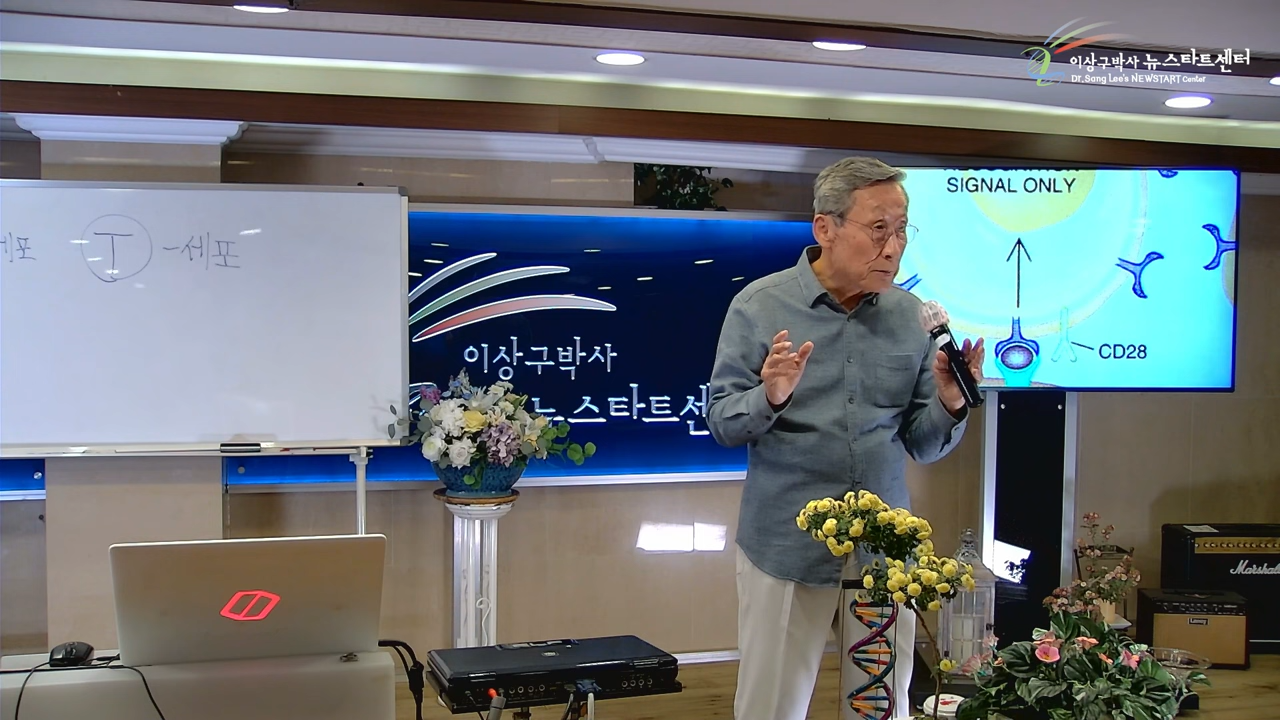 이상구박사 뉴스타트센터
Dr. Sang Lee's NEWSTART Center
SIGNAL ONLY
세포 T -세포
이상구박사
뉴스타트센
CD28
Marshall
Laney